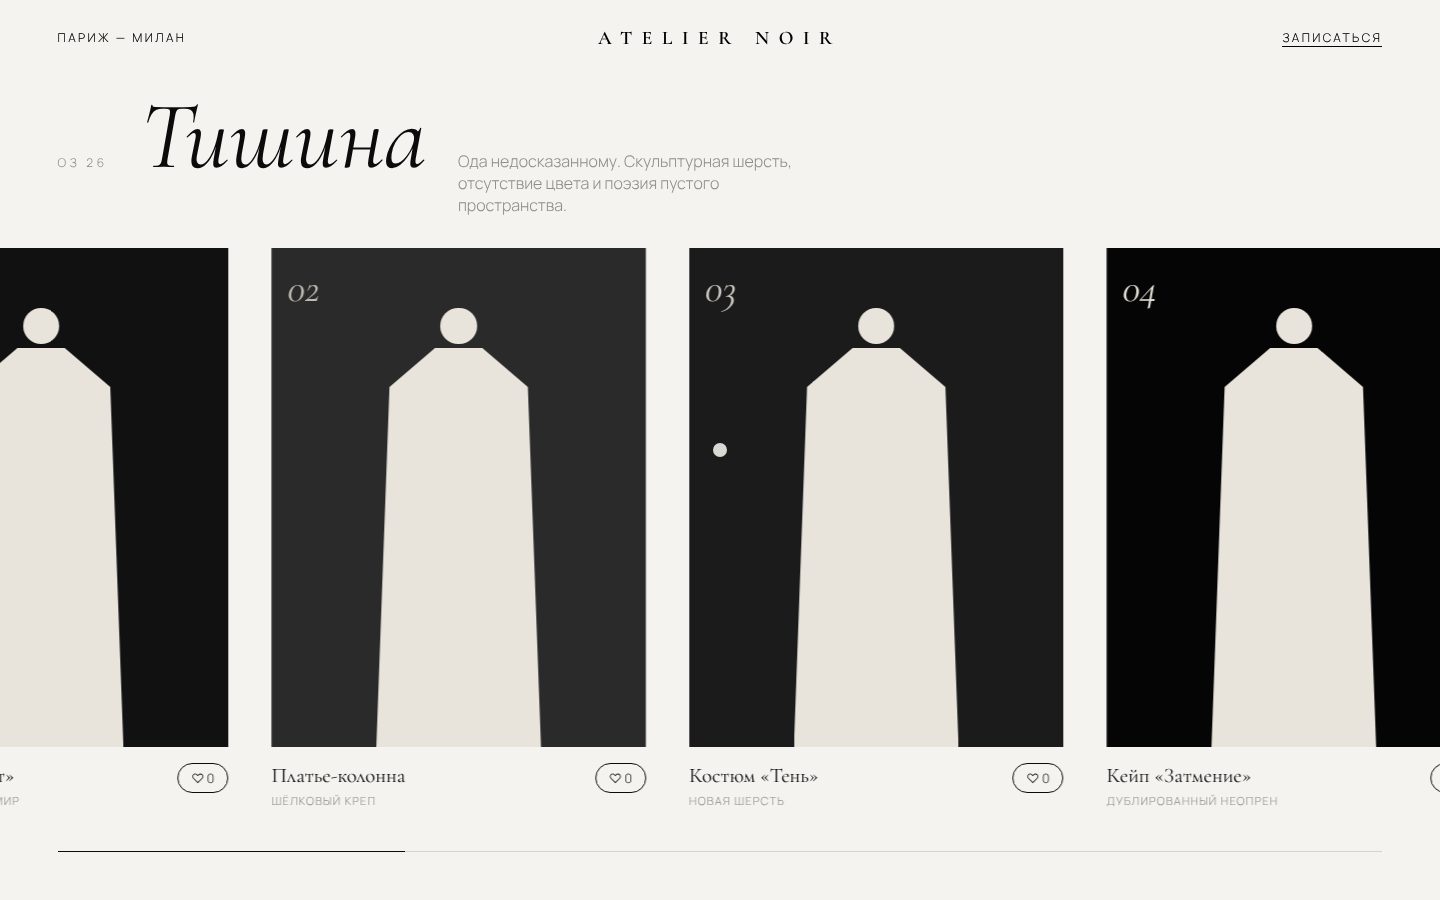 ПАРИЖ — МИЛАН
ATELIER NOIR
ЗАПИСАТЬСЯ
03 26
Тишина
Ода недосказанному. Скульптурная шерсть,
отсутствие цвета и поэзия пустого
пространства.
02
03
04
т»
МИР
0
Платье-колонна
ШЁЛКОВЫЙ КРЕП
0
Костюм «Тень»
НОВАЯ ШЕРСТЬ
0
Кейп «Затмение»
ДУБЛИРОВАННЫЙ НЕОПРЕН